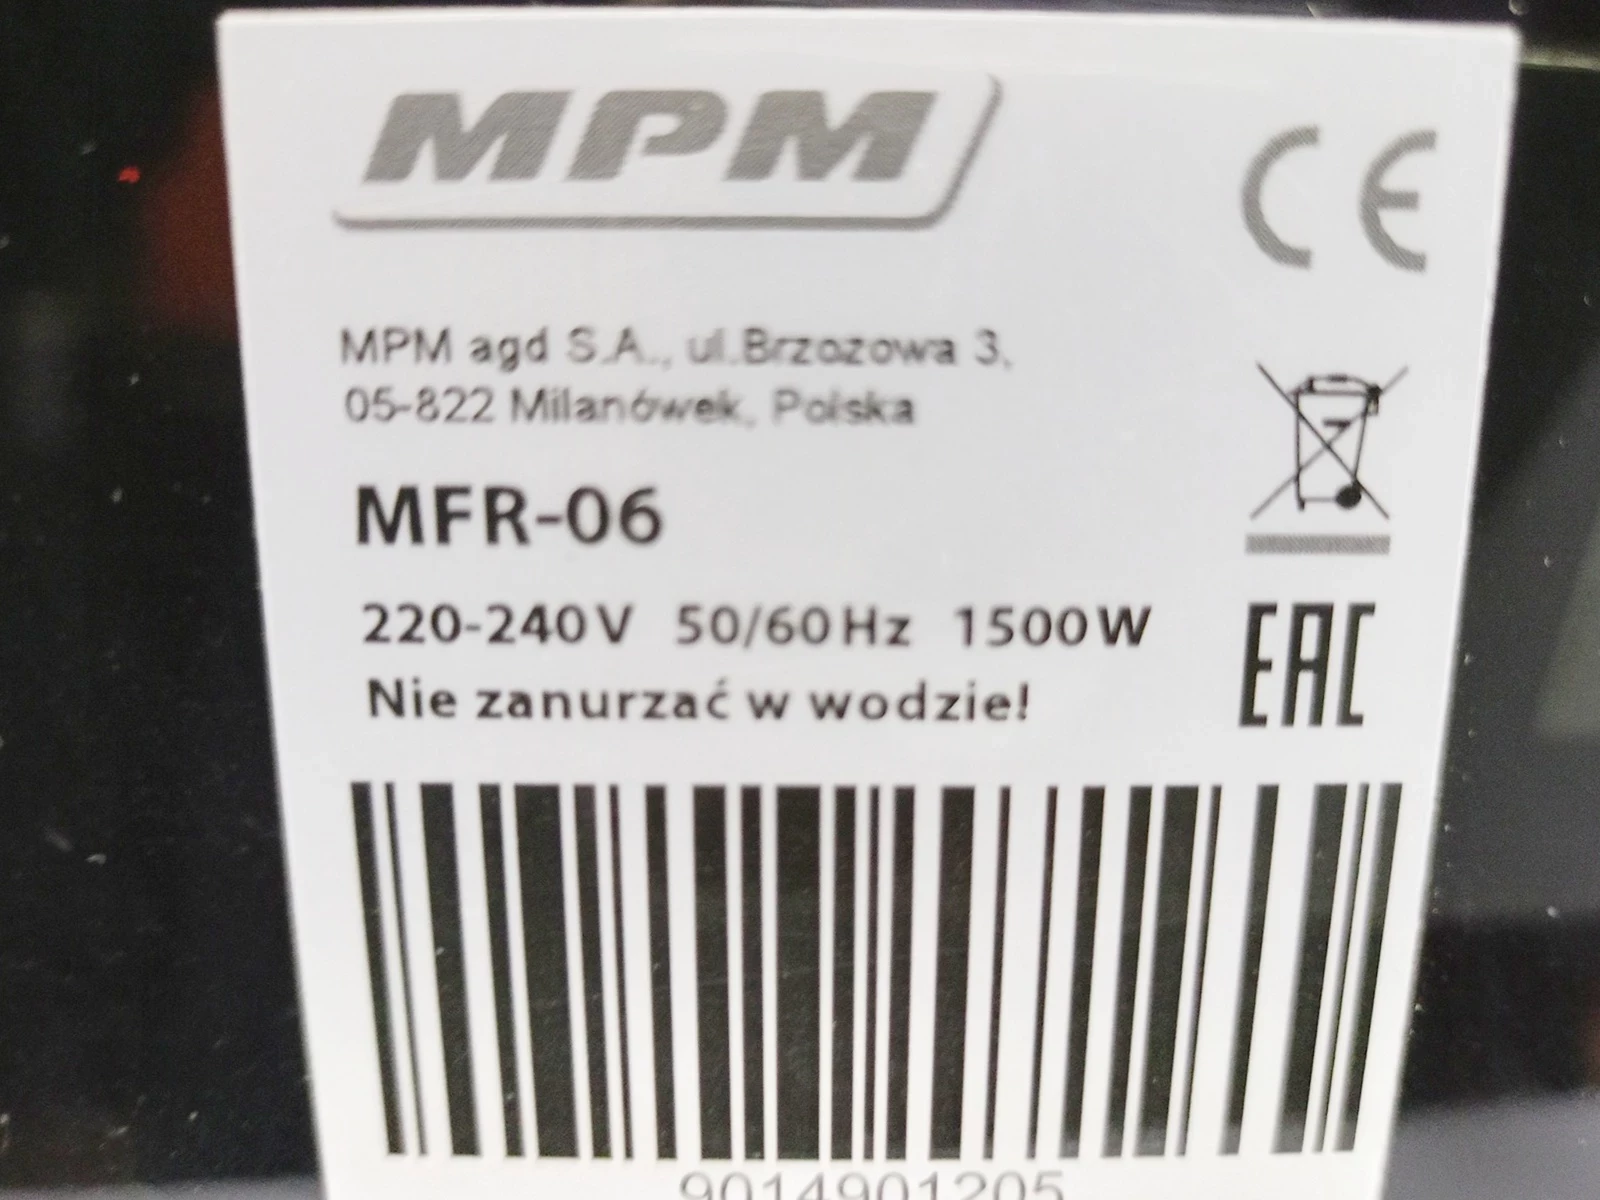 MPM
CE
MPM agd S.A., ul.Brzozowa 3,
05-822 Milanówek, Polska
MFR-06
220-240V 50/60Hz 1500W
Nie zanurzać w wodzie!
EAC
9014901205